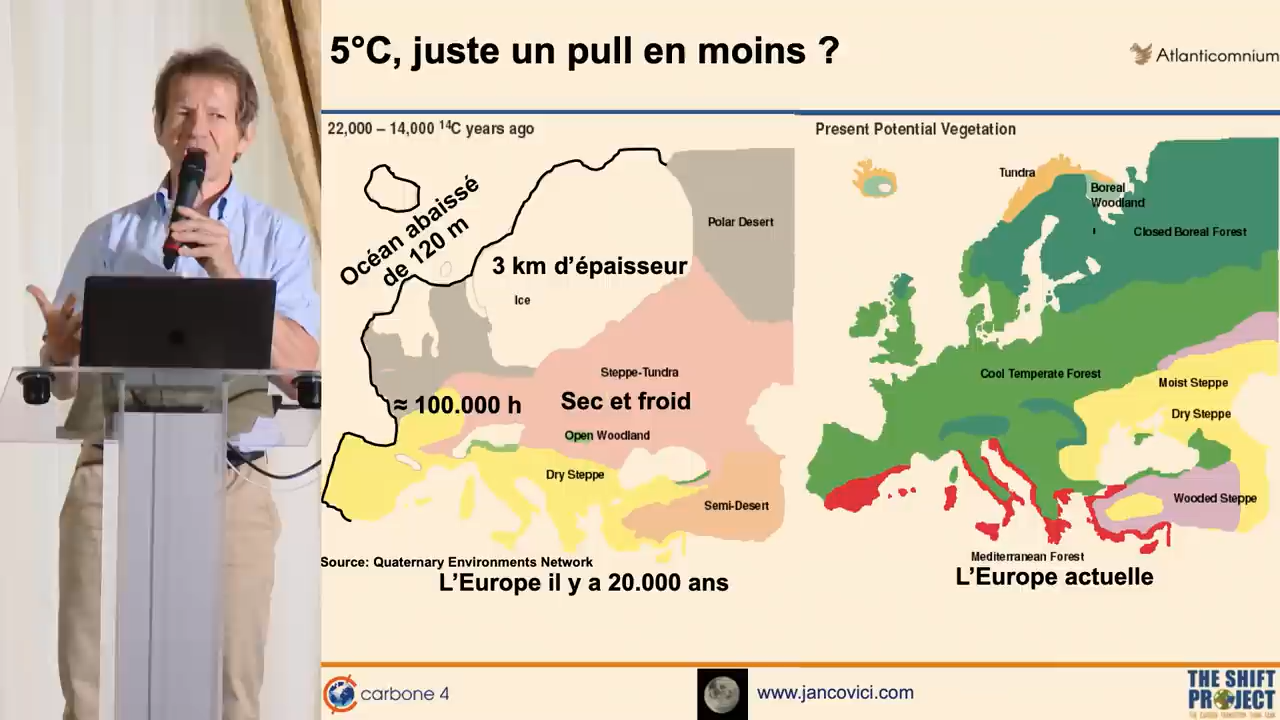 5°C, juste un pull en moins ?
Atlanticomnium
22,000 – 14,000 ¹⁴C years ago
Océan abaissé
de 120 m
Polar Desert
3 km d’épaisseur
Ice
Steppe-Tundra
≈ 100.000 h
Sec et froid
Open Woodland
Dry Steppe
Semi-Desert
Source: Quaternary Environments Network
L’Europe il y a 20.000 ans
Present Potential Vegetation
Tundra
Boreal
Woodland
Closed Boreal Forest
Cool Temperate Forest
Moist Steppe
Dry Steppe
Wooded Steppe
Mediterranean Forest
L’Europe actuelle
carbone 4
www.jancovici.com
THE SHIFT
PROJECT